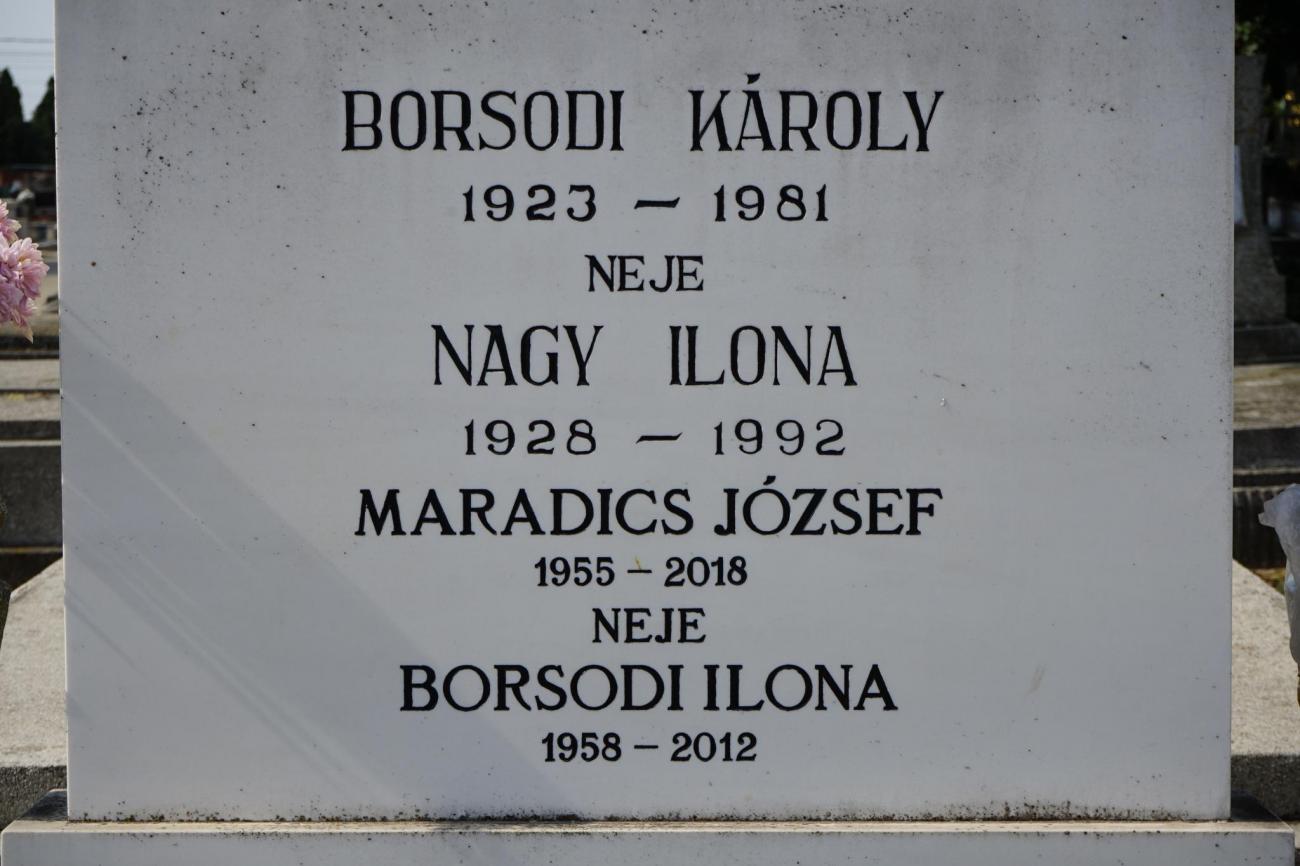 BORSODI KÁROLY
1923 – 1981
NEJE
NAGY ILONA
1928 – 1992
MARADICS JÓZSEF
1955 – 2018
NEJE
BORSODI ILONA
1958 – 2012